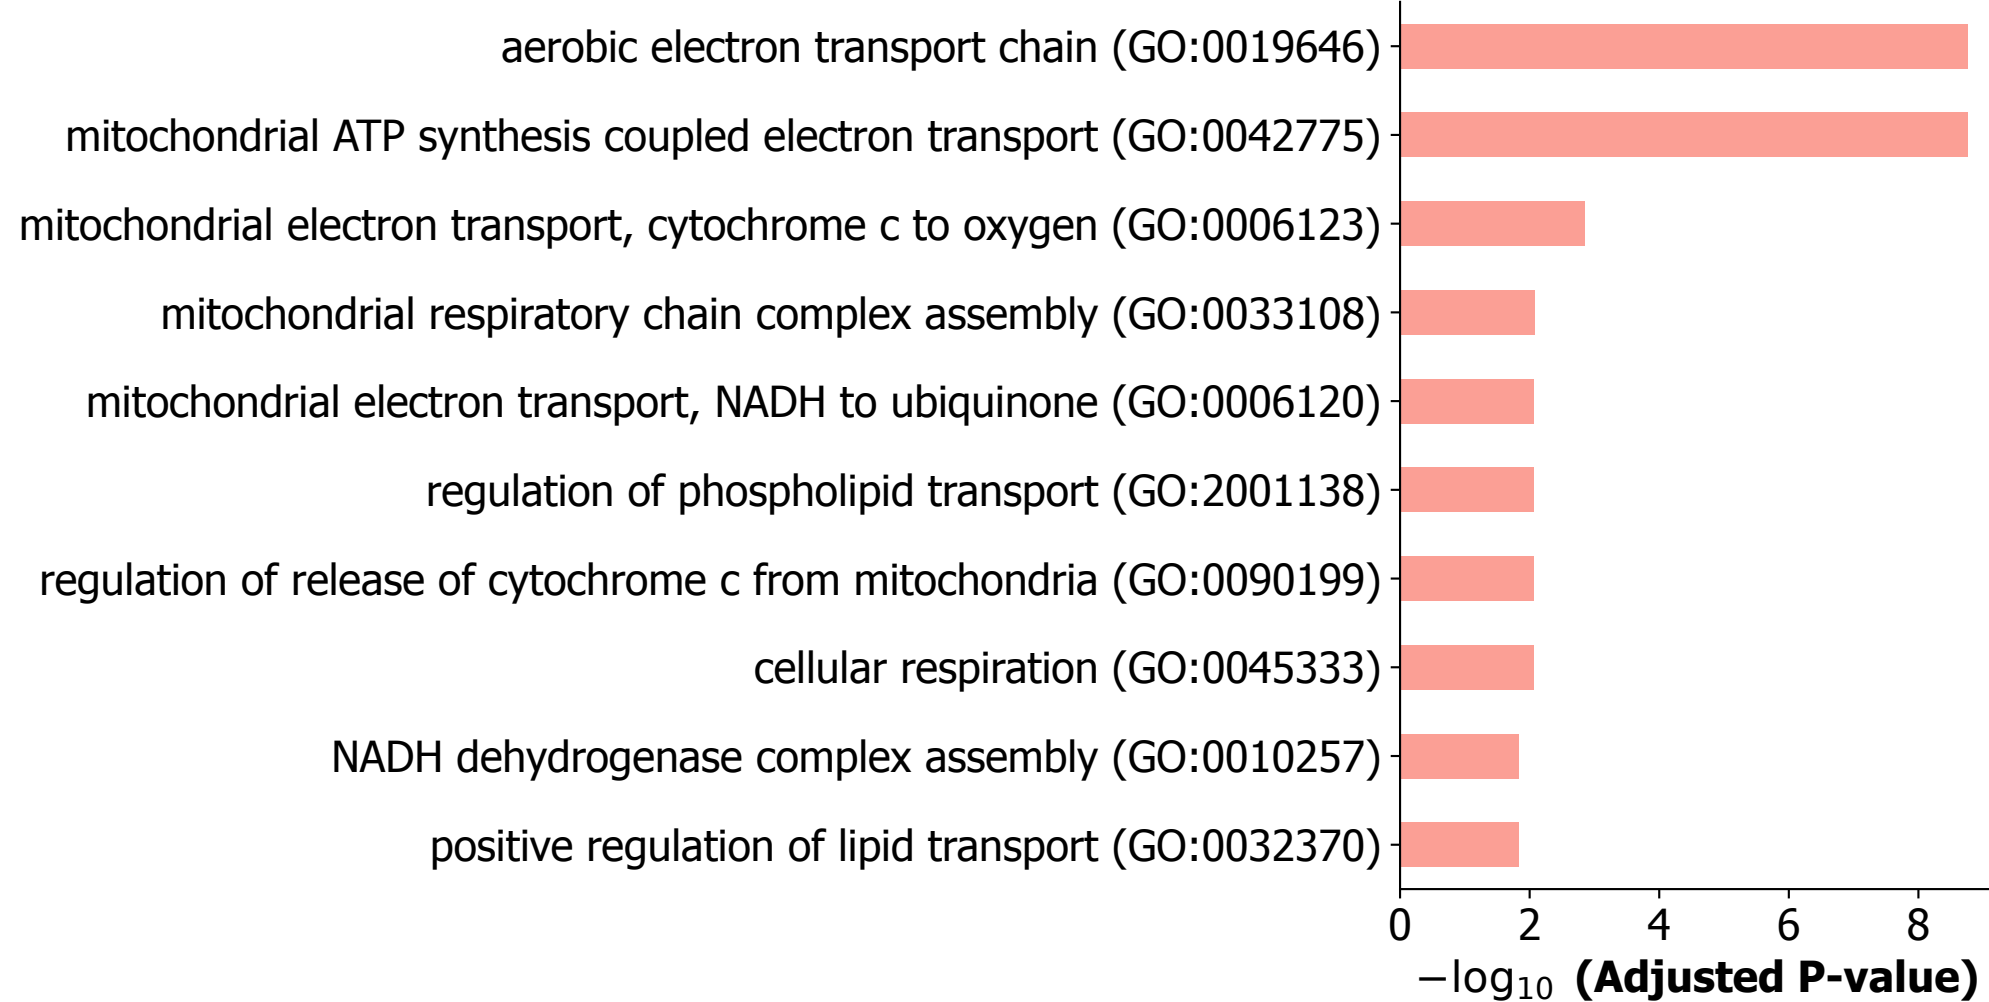 aerobic electron transport chain (GO:0019646)
mitochondrial ATP synthesis coupled electron transport (GO:0042775)
mitochondrial electron transport, cytochrome c to oxygen (GO:0006123)
mitochondrial respiratory chain complex assembly (GO:0033108)
mitochondrial electron transport, NADH to ubiquinone (GO:0006120)
regulation of phospholipid transport (GO:2001138)
regulation of release of cytochrome c from mitochondria (GO:0090199)
cellular respiration (GO:0045333)
NADH dehydrogenase complex assembly (GO:0010257)
positive regulation of lipid transport (GO:0032370)
0 2 4 6 8
−log₁₀ (Adjusted P-value)